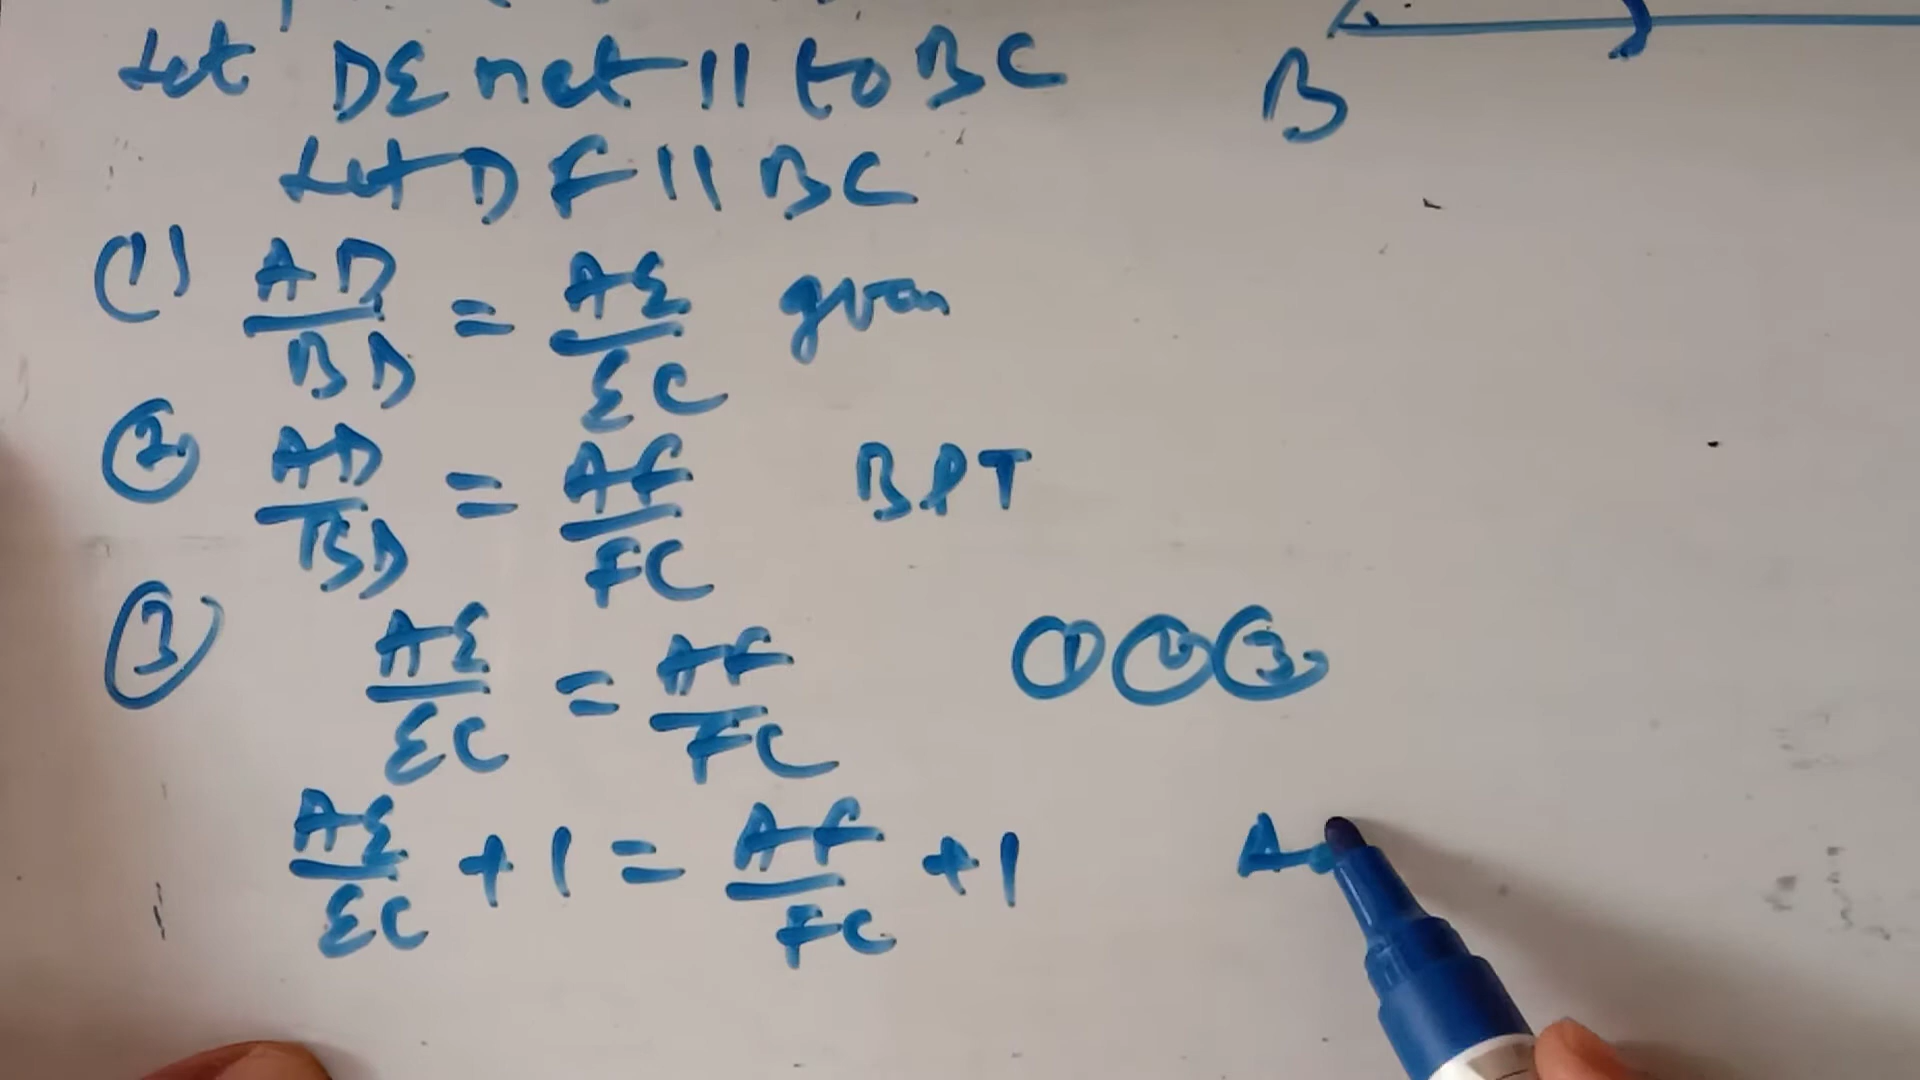 Let DE not || to BC
B
Let DF || BC
(1) AD/BD = AE/EC given
(2) AD/BD = AF/FC BPT
(3) AE/EC = AF/FC (1) (2) (3)
AE/EC + 1 = AF/FC + 1 A